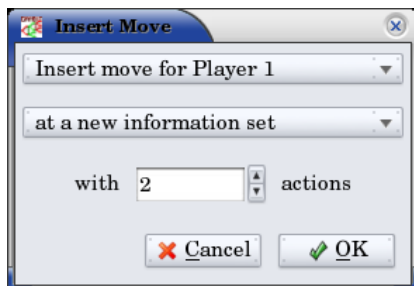 Insert Move
Insert move for Player 1
at a new information set
with 2 actions
Cancel OK